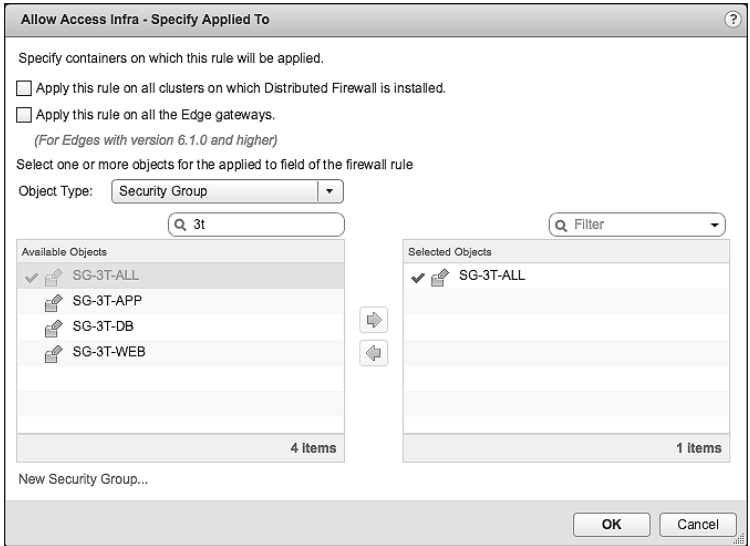 Allow Access Infra - Specify Applied To
?
Specify containers on which this rule will be applied.
Apply this rule on all clusters on which Distributed Firewall is installed.
Apply this rule on all the Edge gateways.
(For Edges with version 6.1.0 and higher)
Select one or more objects for the applied to field of the firewall rule
Object Type: Security Group
3t
Filter
Available Objects
SG-3T-ALL
SG-3T-APP
SG-3T-DB
SG-3T-WEB
4 items
Selected Objects
SG-3T-ALL
1 items
New Security Group...
OK
Cancel